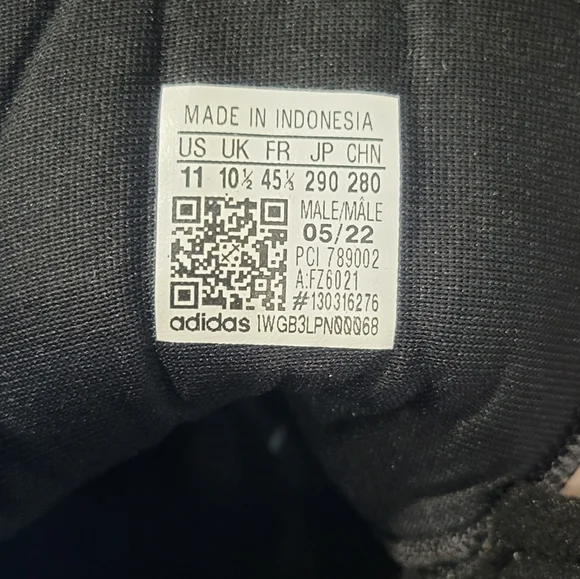 MADE IN INDONESIA
US UK FR JP CHN
11 10½ 45⅓ 290 280
MALE/MÂLE
05/22
PCI 789002
A:FZ6021
#130316276
adidas 1WGB3LPN00068